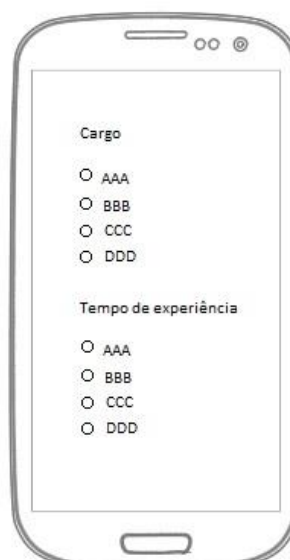 Cargo
AAA
BBB
CCC
DDD
Tempo de experiência
AAA
BBB
CCC
DDD